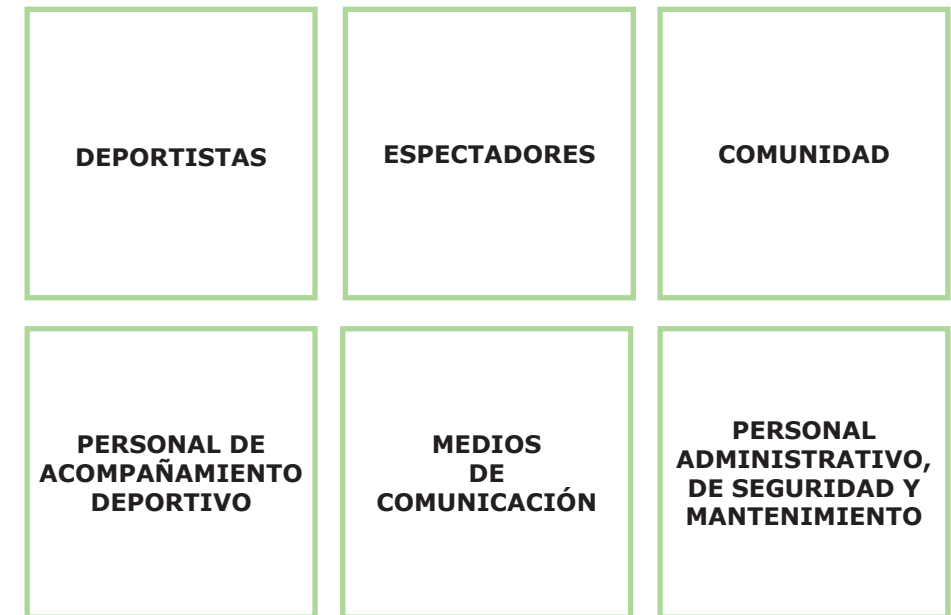 DEPORTISTAS
ESPECTADORES
COMUNIDAD
PERSONAL DE
ACOMPAÑAMIENTO
DEPORTIVO
MEDIOS
DE
COMUNICACIÓN
PERSONAL
ADMINISTRATIVO,
DE SEGURIDAD Y
MANTENIMIENTO